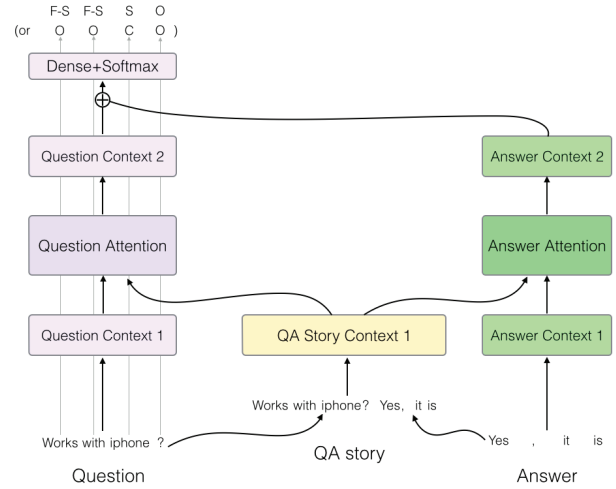 F-S F-S S O
(or O O C O )
Dense+Softmax
Question Context 2
Answer Context 2
Question Attention
Answer Attention
Question Context 1
QA Story Context 1
Answer Context 1
Works with iphone? Yes, it is
Works with iphone ?
Yes , it is
QA story
Question
Answer